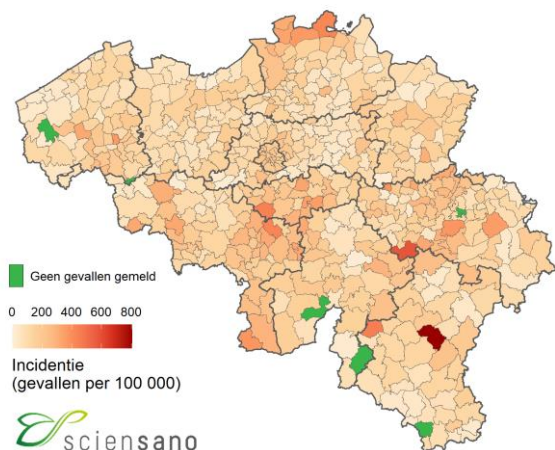 Geen gevallen gemeld
0 200 400 600 800
Incidentie
(gevallen per 100 000)
sciensano